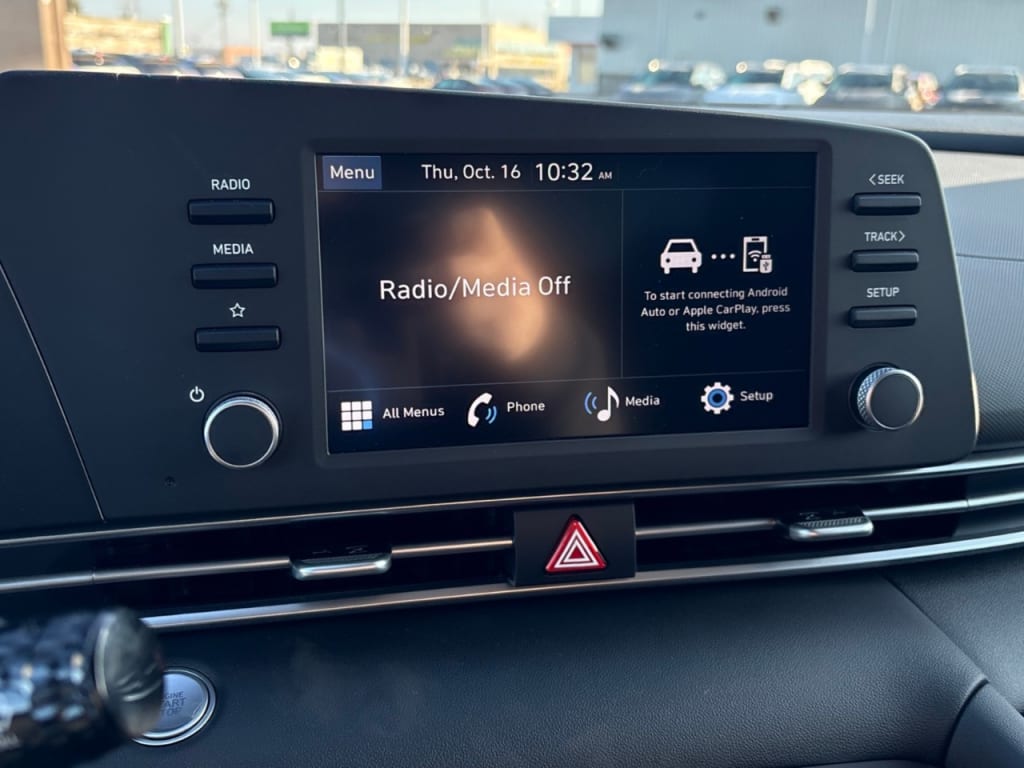 RADIO
MEDIA
Menu
Thu, Oct. 16 10:32 AM
Radio/Media Off
To start connecting Android
Auto or Apple CarPlay, press
this widget.
All Menus
Phone
Media
Setup
<SEEK
TRACK>
SETUP